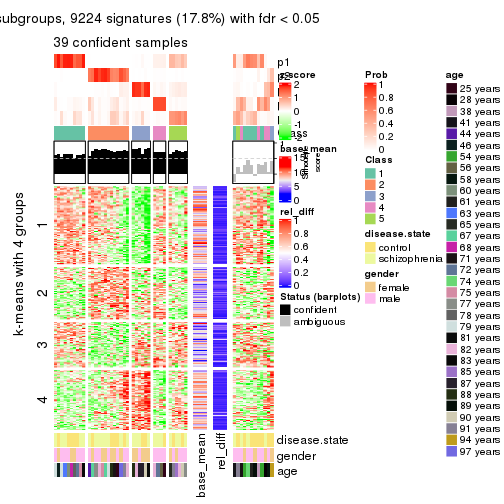 subgroups, 9224 signatures (17.8%) with fdr < 0.05
39 confident samples
p1
p2
z-score
2
1
0
-1
-2
base_mean
15
10
5
0
rel_diff
1
0.8
0.6
0.4
0.2
0
Status (barplots)
confident
ambiguous
Prob
1
0.8
0.6
0.4
0.2
0
Class
1
2
3
4
5
disease.state
control
schizophrenia
gender
female
male
age
25 years
28 years
38 years
41 years
44 years
46 years
54 years
56 years
58 years
60 years
61 years
63 years
65 years
67 years
68 years
71 years
72 years
74 years
75 years
77 years
78 years
79 years
81 years
82 years
83 years
85 years
87 years
88 years
89 years
90 years
91 years
94 years
97 years
k-means with 4 groups
1
2
3
4
disease.state
gender
age
base_mean
rel_diff